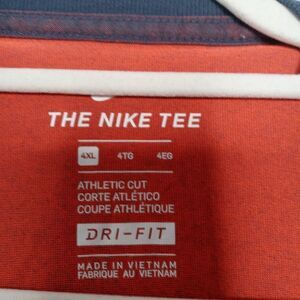 THE NIKE TEE
4XL 4TG 4EG
ATHLETIC CUT
CORTE ATLÉTICO
COUPE ATHLÉTIQUE
DRI-FIT
MADE IN VIETNAM
FABRIQUE AU VIETNAM